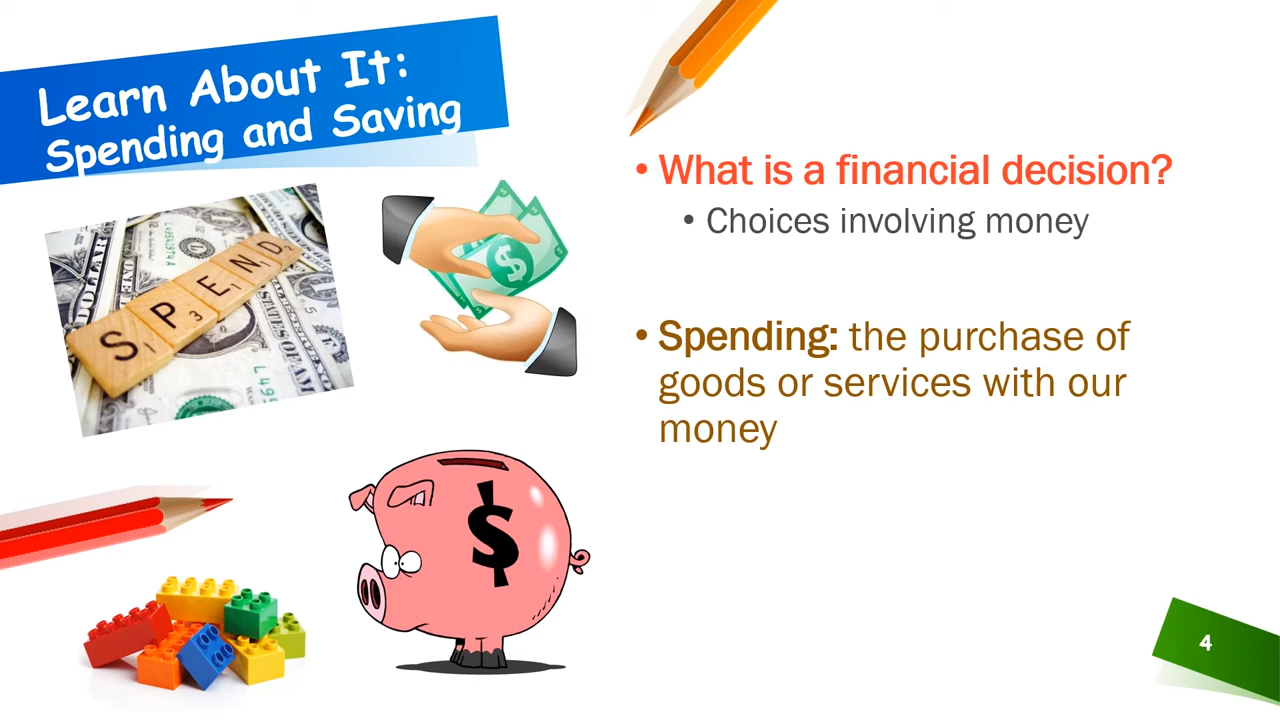 Learn About It:
Spending and Saving
SPEND
$
$
• What is a financial decision?
• Choices involving money
• Spending: the purchase of
goods or services with our
money
4